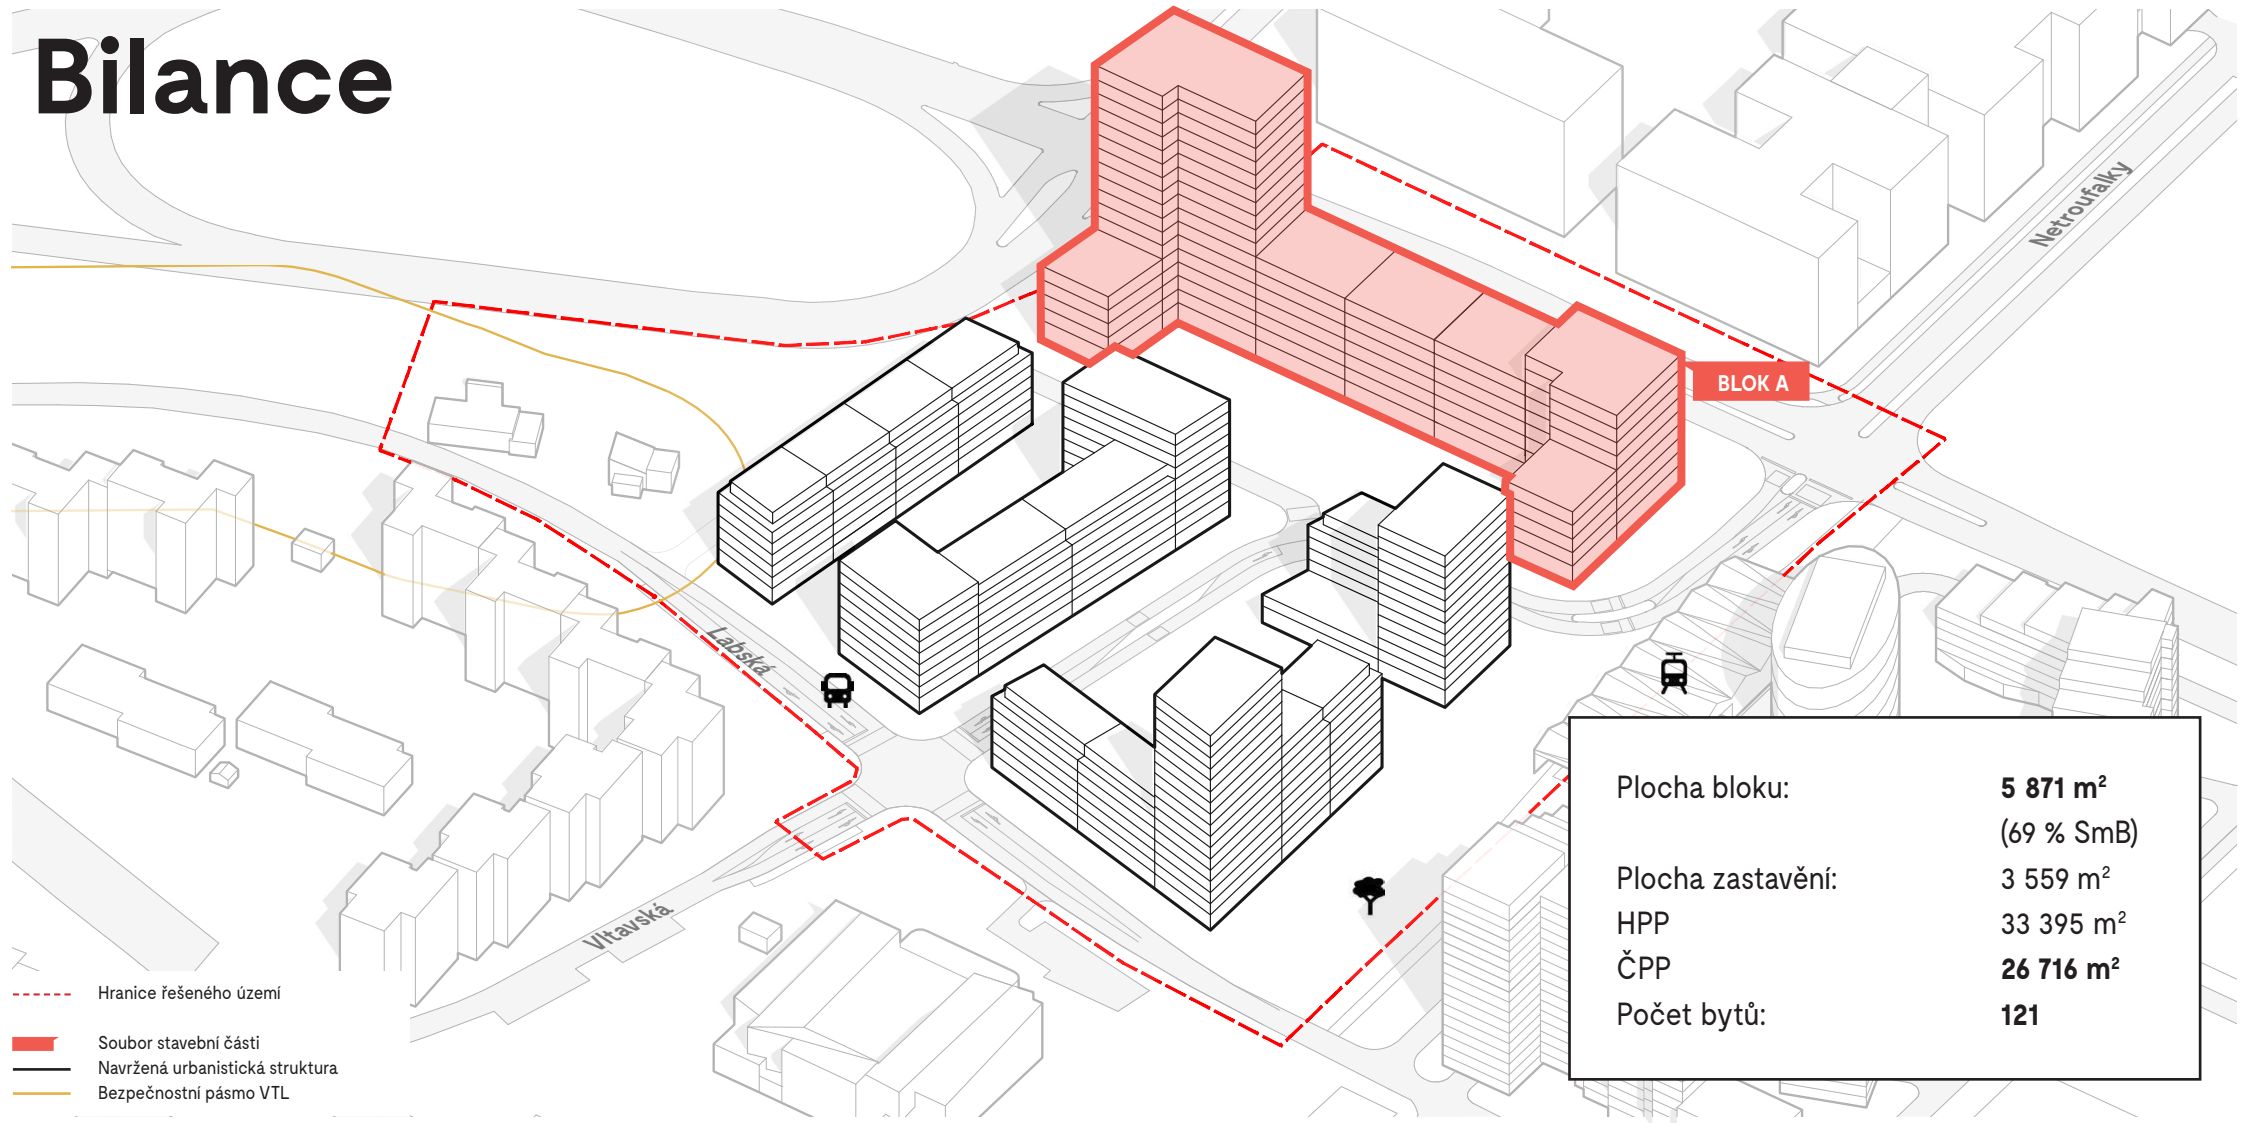 Bilance
Netroufalky
BLOK A
Labská
Vltavská
Plocha bloku: 5 871 m²
(69 % SmB)
Plocha zastavění: 3 559 m²
HPP 33 395 m²
ČPP 26 716 m²
Počet bytů: 121
Hranice řešeného území
Soubor stavební části
Navržená urbanistická struktura
Bezpečnostní pásmo VTL